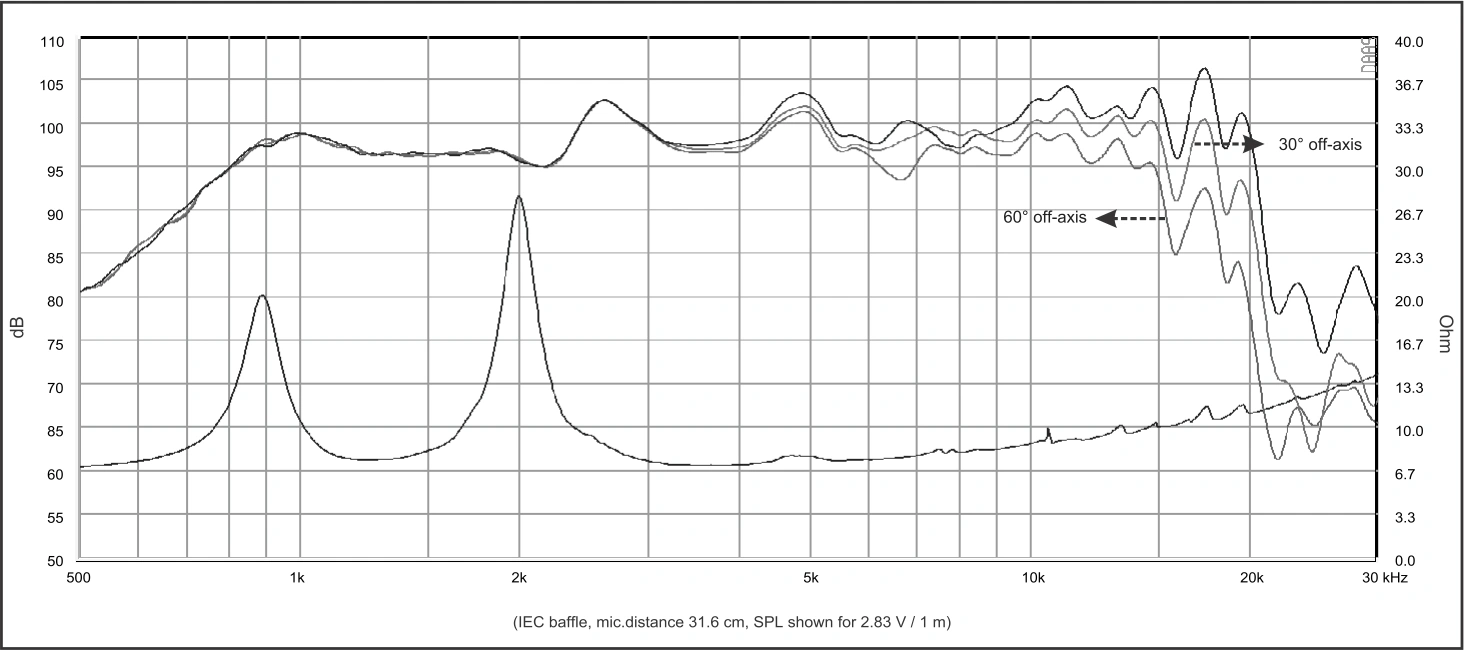 110 40.0
105 36.7
100 33.3
95 30.0
30° off-axis
90 26.7
60° off-axis
85 23.3
80 20.0
dB Ohm
75 16.7
70 13.3
85 10.0
60 6.7
55 3.3
50 0.0
500 1k 2k 5k 10k 20k 30 kHz
(IEC baffle, mic.distance 31.6 cm, SPL shown for 2.83 V / 1 m)